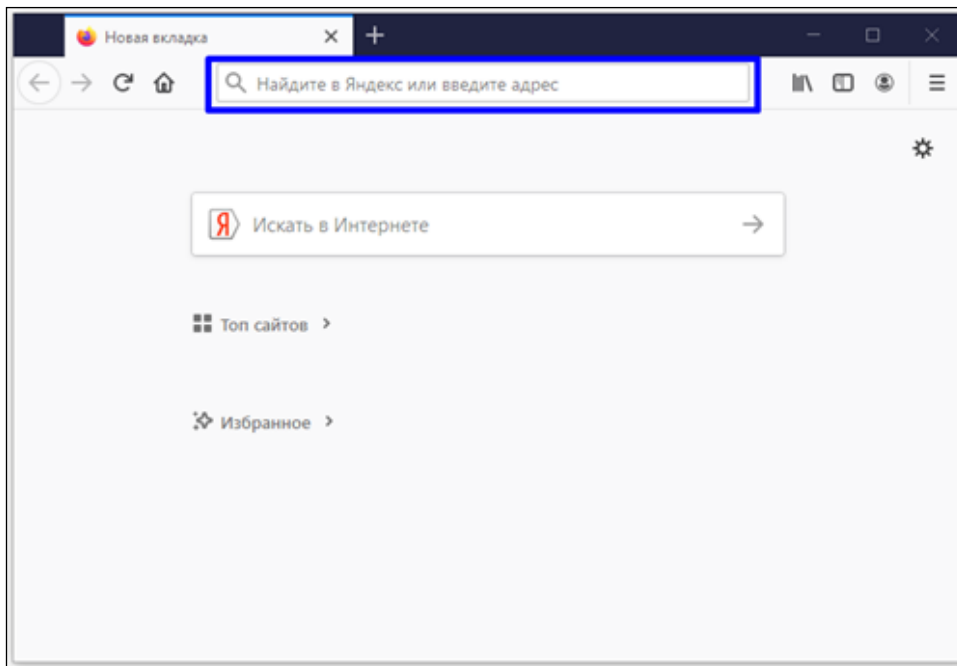 Новая вкладка
Найдите в Яндекс или введите адрес
Я Искать в Интернете
Топ сайтов
Избранное